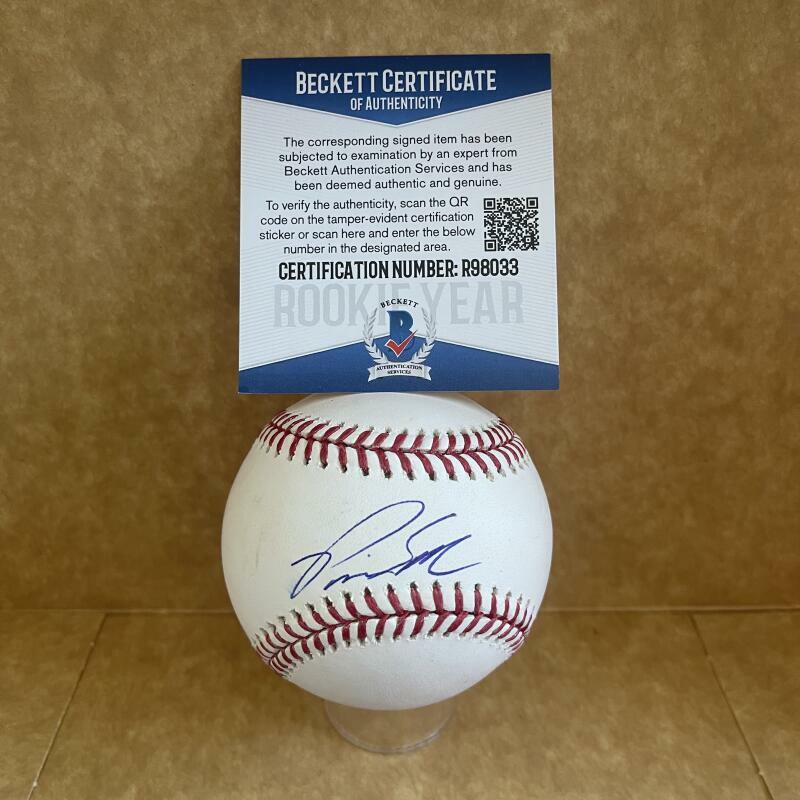 BECKETT CERTIFICATE
OF AUTHENTICITY
The corresponding signed item has been
subjected to examination by an expert from
Beckett Authentication Services and has
been deemed authentic and genuine.
To verify the authenticity, scan the QR
code on the tamper-evident certification
sticker or scan here and enter the below
number in the designated area.
CERTIFICATION NUMBER: R98033
ROOKIE YEAR
BECKETT
B
AUTHENTICATION
SERVICES